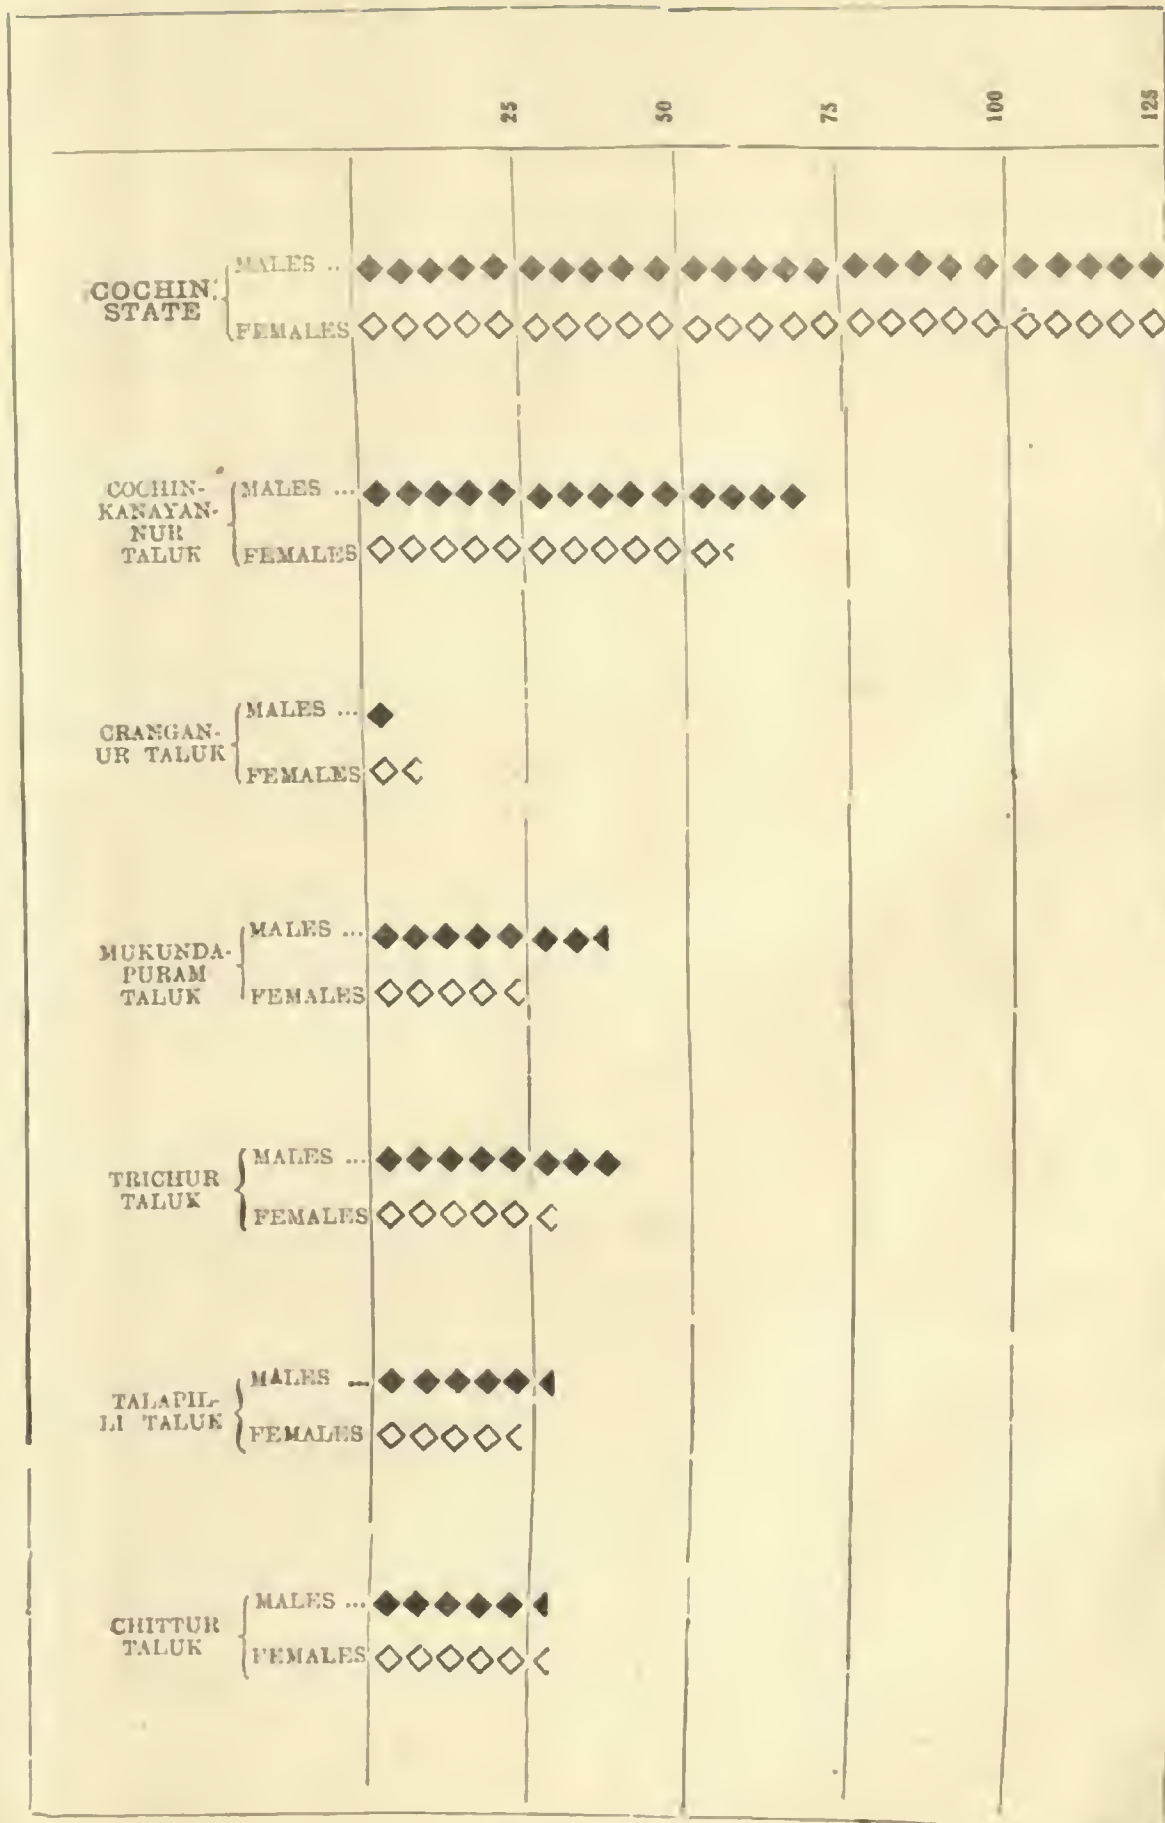 25 50 75 100 125
COCHIN
STATE
MALES ..
FEMALES
COCHIN-
KANAYAN-
NUR
TALUK
MALES ...
FEMALES
CRANGAN-
UR TALUK
MALES ...
FEMALES
MUKUNDA-
PURAM
TALUK
MALES ...
FEMALES
TRICHUR
TALUK
MALES ...
FEMALES
TALAPIL-
LI TALUK
MALES ...
FEMALES
CHITTUR
TALUK
MALES ...
FEMALES